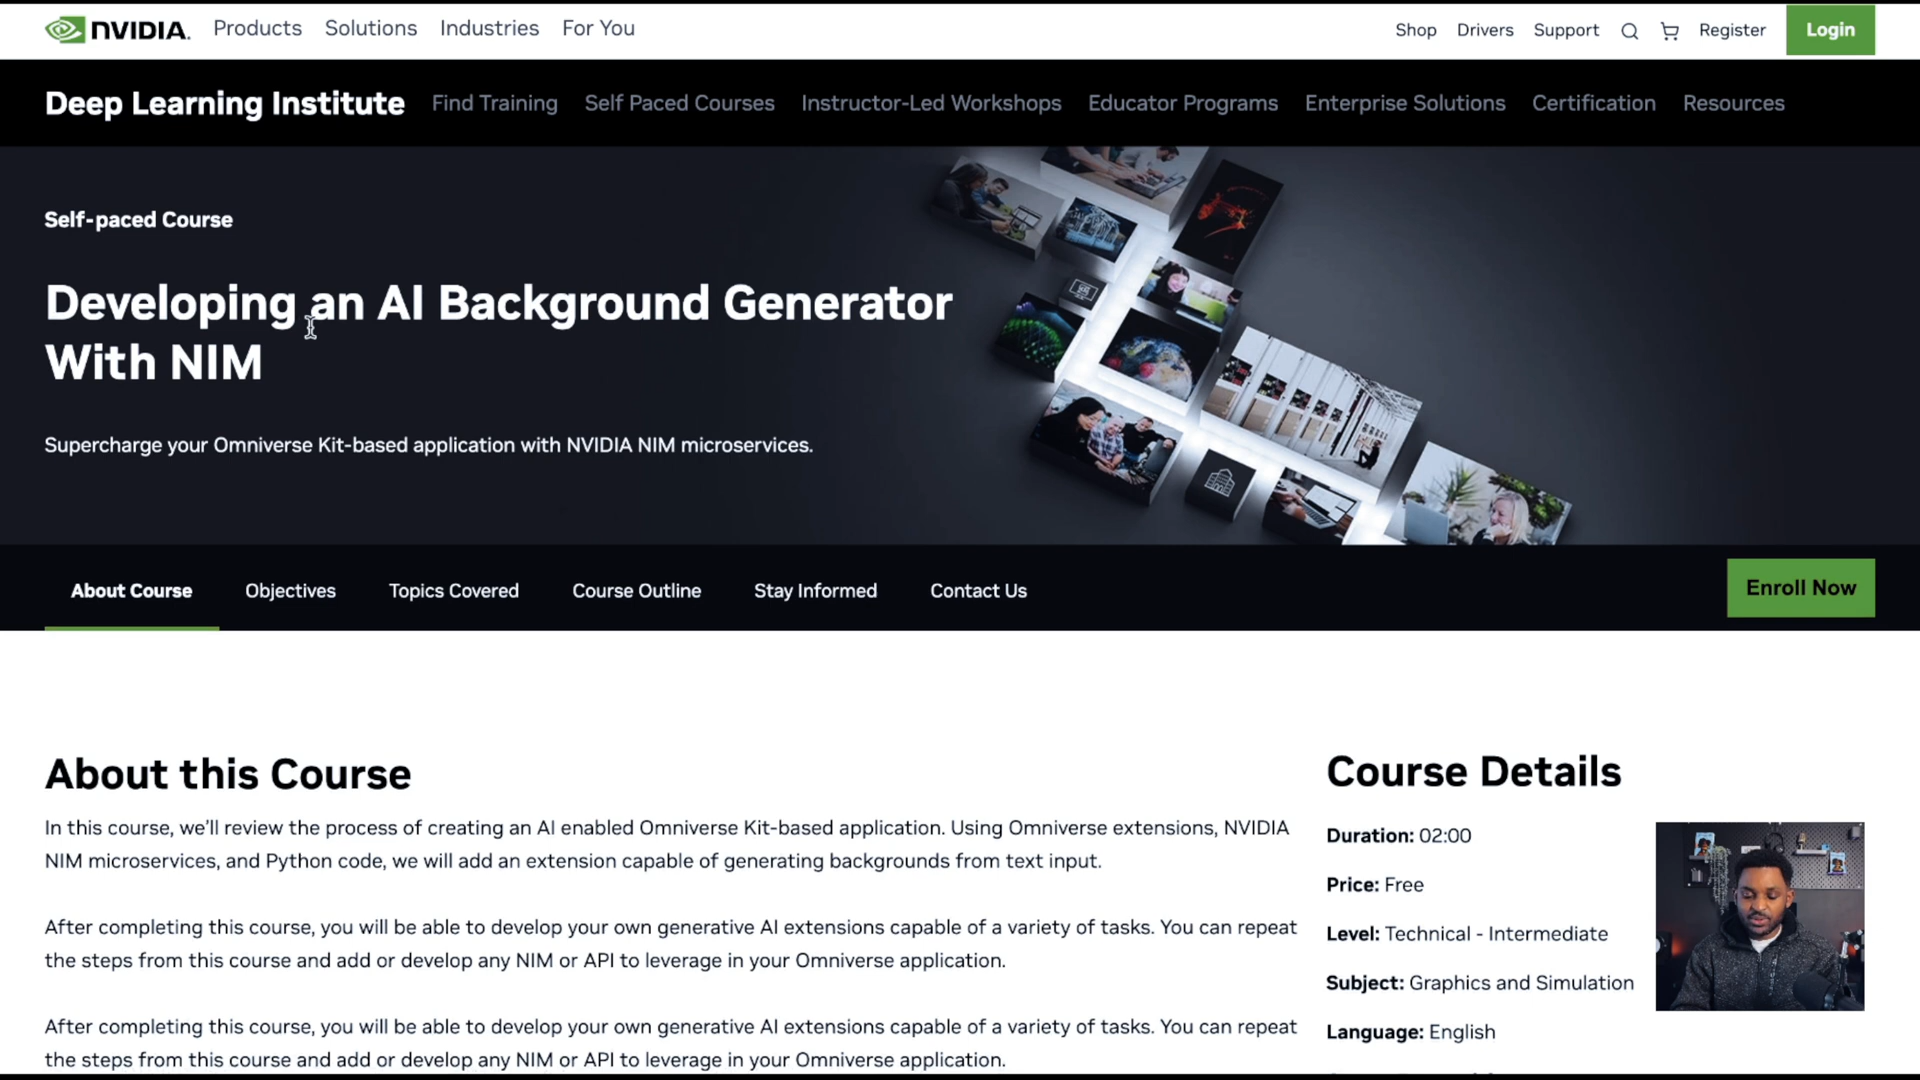 NVIDIA.
Products
Solutions
Industries
For You
Shop
Drivers
Support
Register
Login
Deep Learning Institute
Find Training
Self Paced Courses
Instructor-Led Workshops
Educator Programs
Enterprise Solutions
Certification
Resources
Self-paced Course
Developing an AI Background Generator
With NIM
Supercharge your Omniverse Kit-based application with NVIDIA NIM microservices.
About Course
Objectives
Topics Covered
Course Outline
Stay Informed
Contact Us
Enroll Now
About this Course
In this course, we'll review the process of creating an AI enabled Omniverse Kit-based application. Using Omniverse extensions, NVIDIA
NIM microservices, and Python code, we will add an extension capable of generating backgrounds from text input.
After completing this course, you will be able to develop your own generative AI extensions capable of a variety of tasks. You can repeat
the steps from this course and add or develop any NIM or API to leverage in your Omniverse application.
After completing this course, you will be able to develop your own generative AI extensions capable of a variety of tasks. You can repeat
the steps from this course and add or develop any NIM or API to leverage in your Omniverse application.
Course Details
Duration: 02:00
Price: Free
Level: Technical - Intermediate
Subject: Graphics and Simulation
Language: English